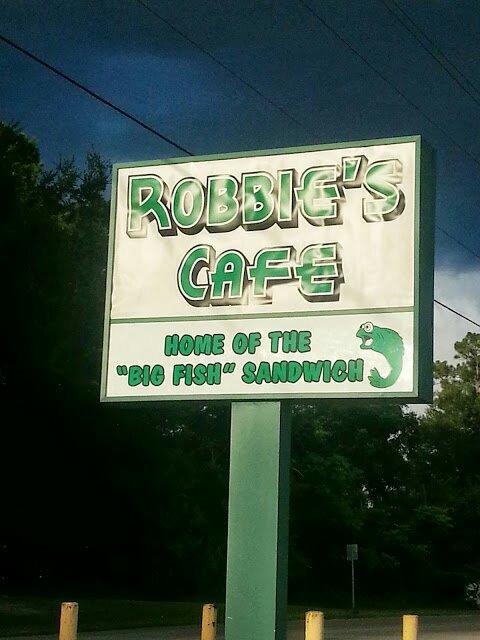 ROBBIE'S
CAFE
HOME OF THE
"BIG FISH" SANDWICH